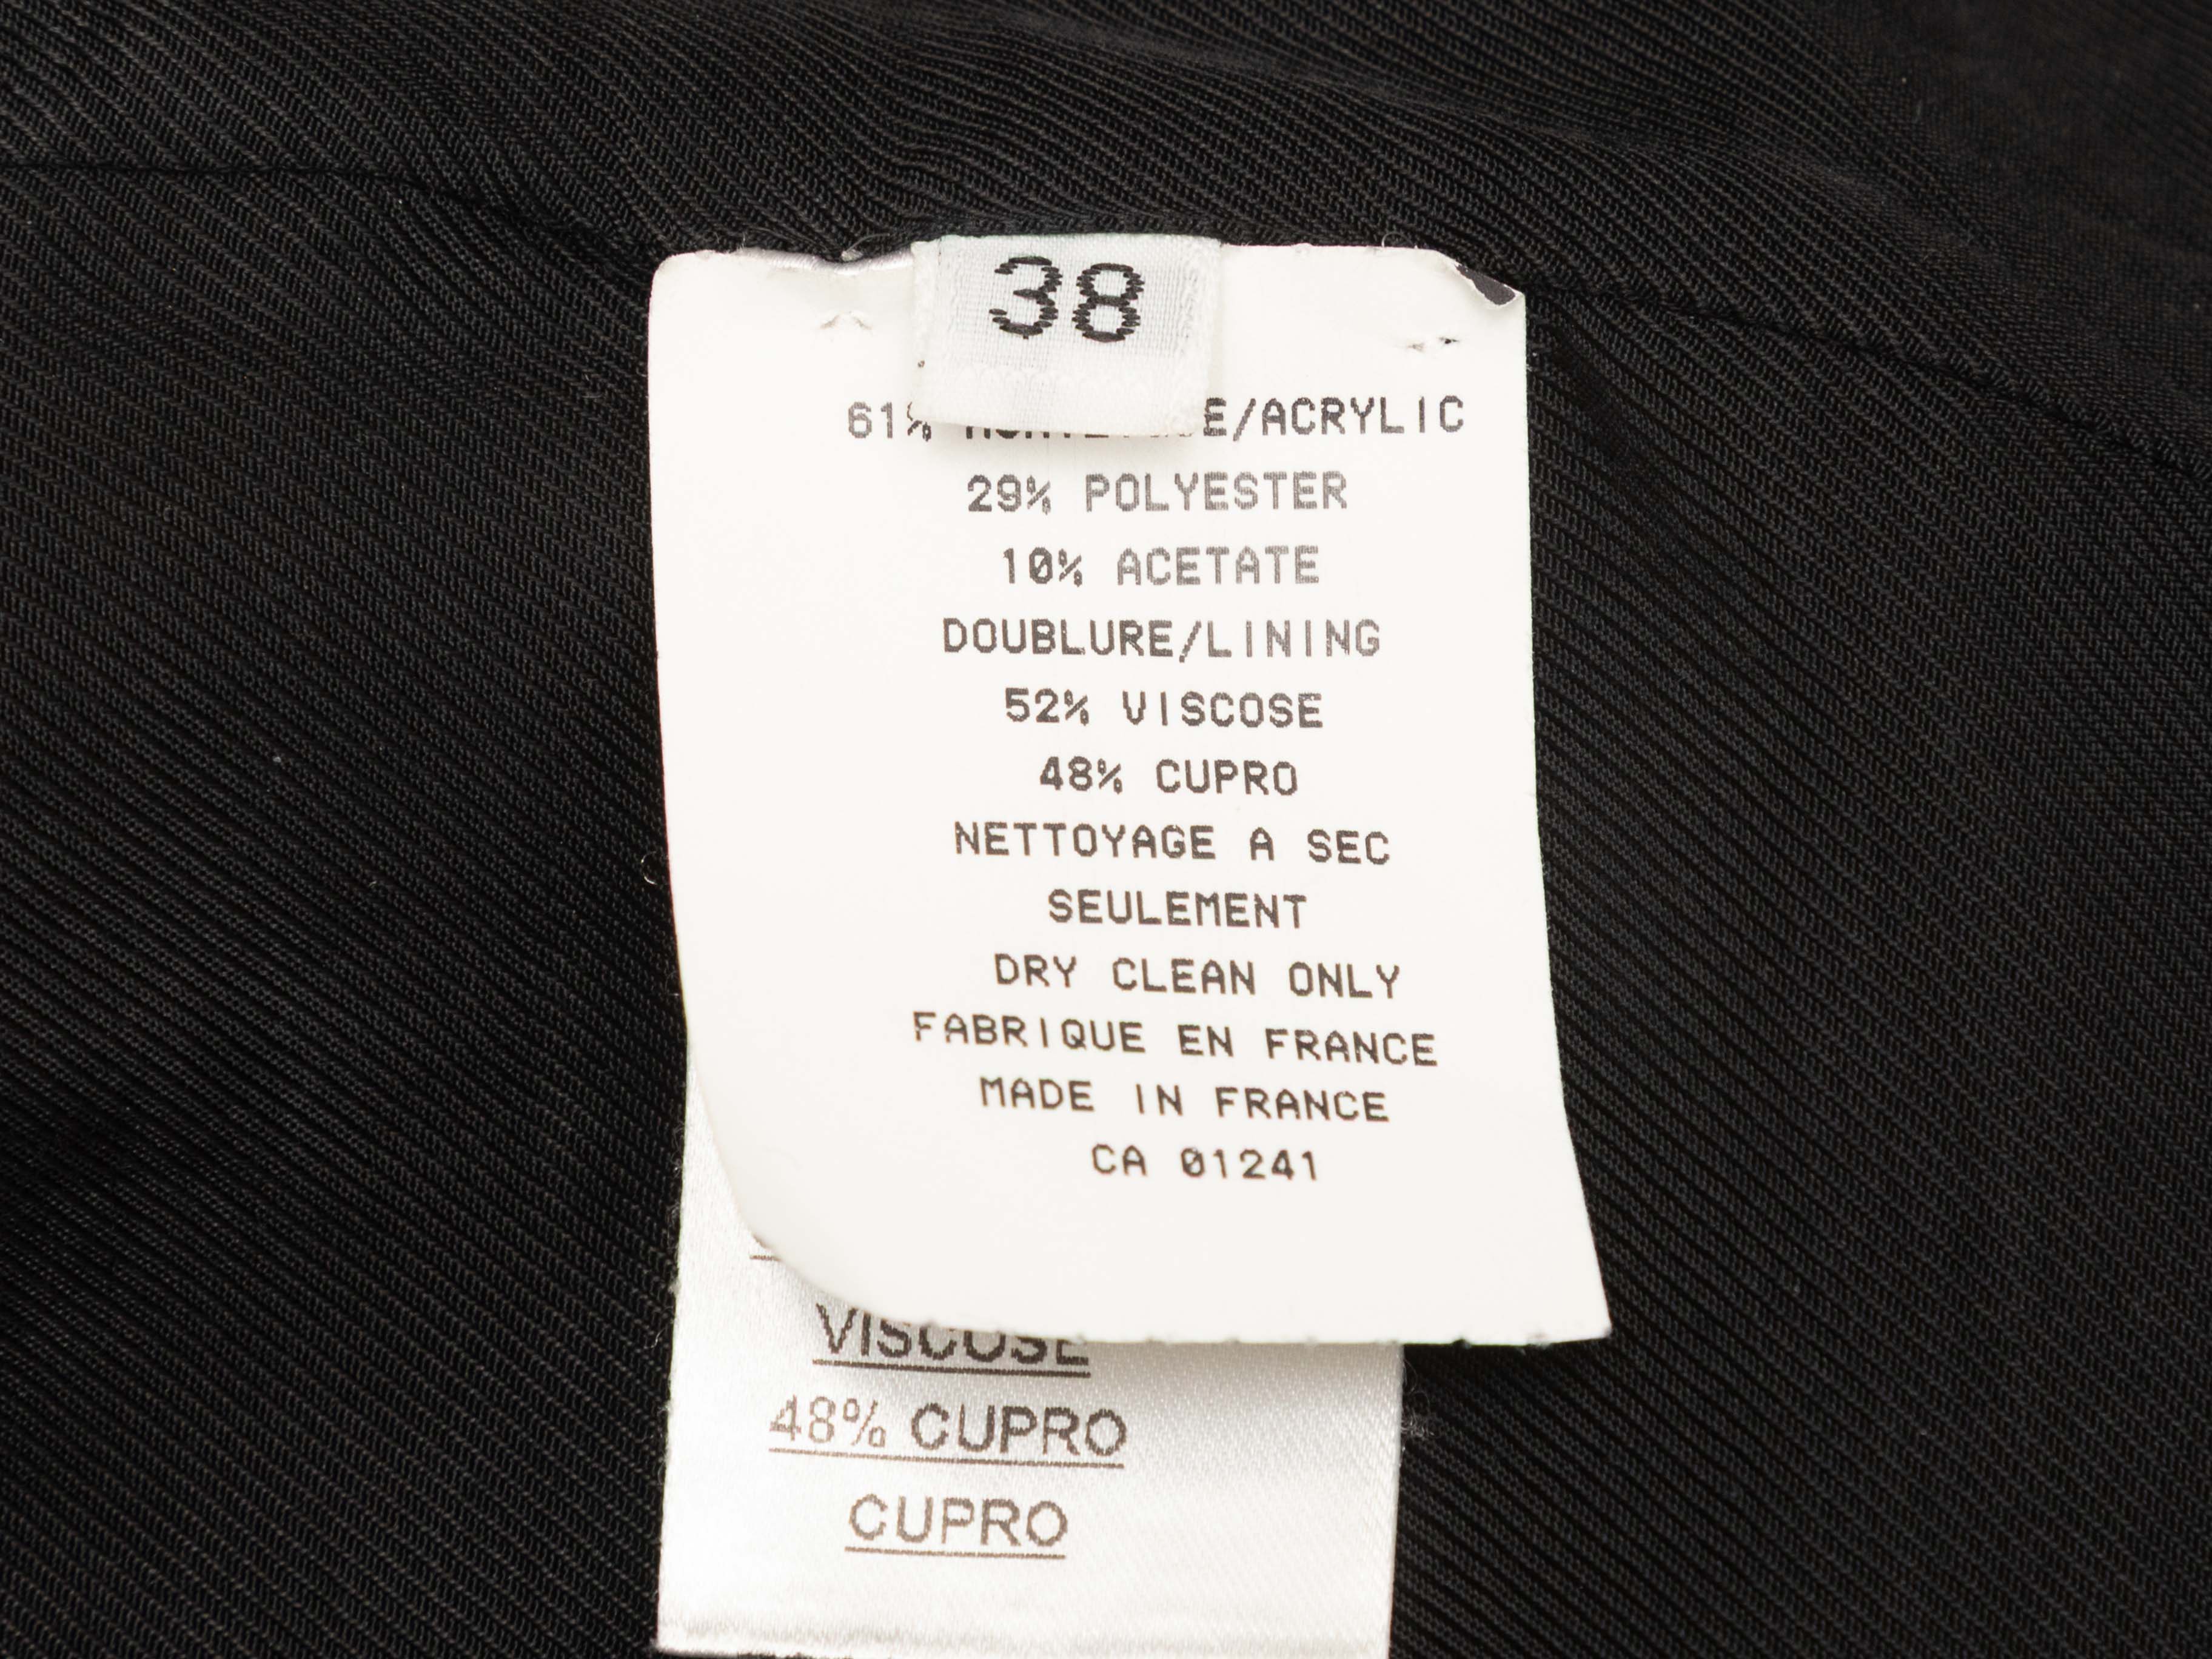 38
61% E/ACRYLIC
29% POLYESTER
10% ACETATE
DOUBLURE/LINING
52% VISCOSE
48% CUPRO
NETTOYAGE A SEC
SEULEMENT
DRY CLEAN ONLY
FABRIQUE EN FRANCE
MADE IN FRANCE
CA 01241
VISCOSE
48% CUPRO
CUPRO